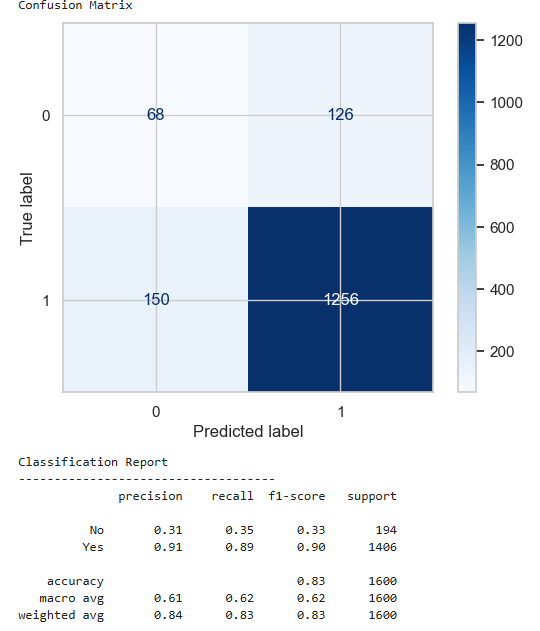 Confusion Matrix
0 68 126
1200
1000
800
600
400
200
True label
1 150 1256
0 1
Predicted label
Classification Report
------------------------------------
precision recall f1-score support
No 0.31 0.35 0.33 194
Yes 0.91 0.89 0.90 1406
accuracy 0.83 1600
macro avg 0.61 0.62 0.62 1600
weighted avg 0.84 0.83 0.83 1600